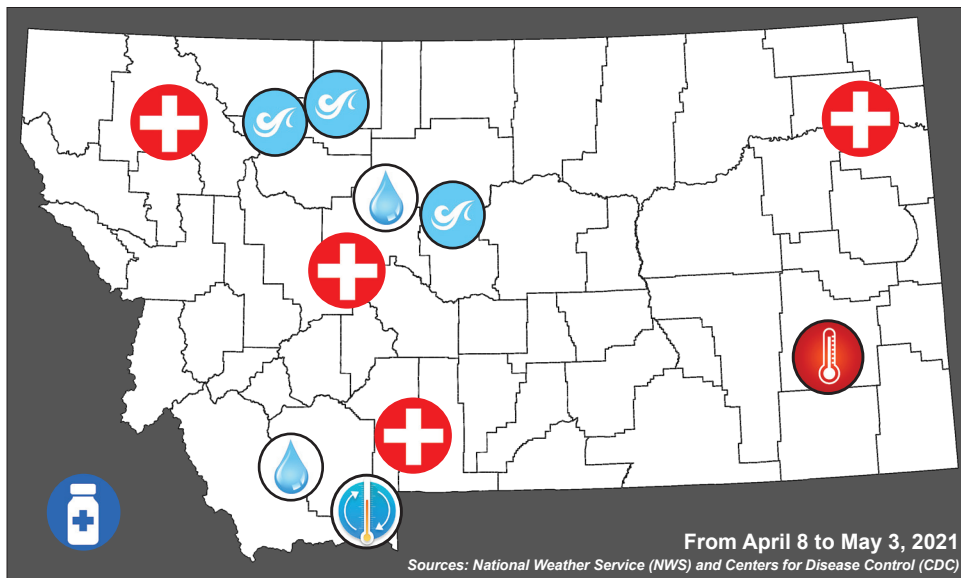 From April 8 to May 3, 2021
Sources: National Weather Service (NWS) and Centers for Disease Control (CDC)